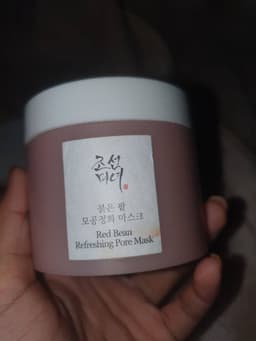 조선
미녀
붉은 팥
모공정화 마스크
Red Bean
Refreshing Pore Mask